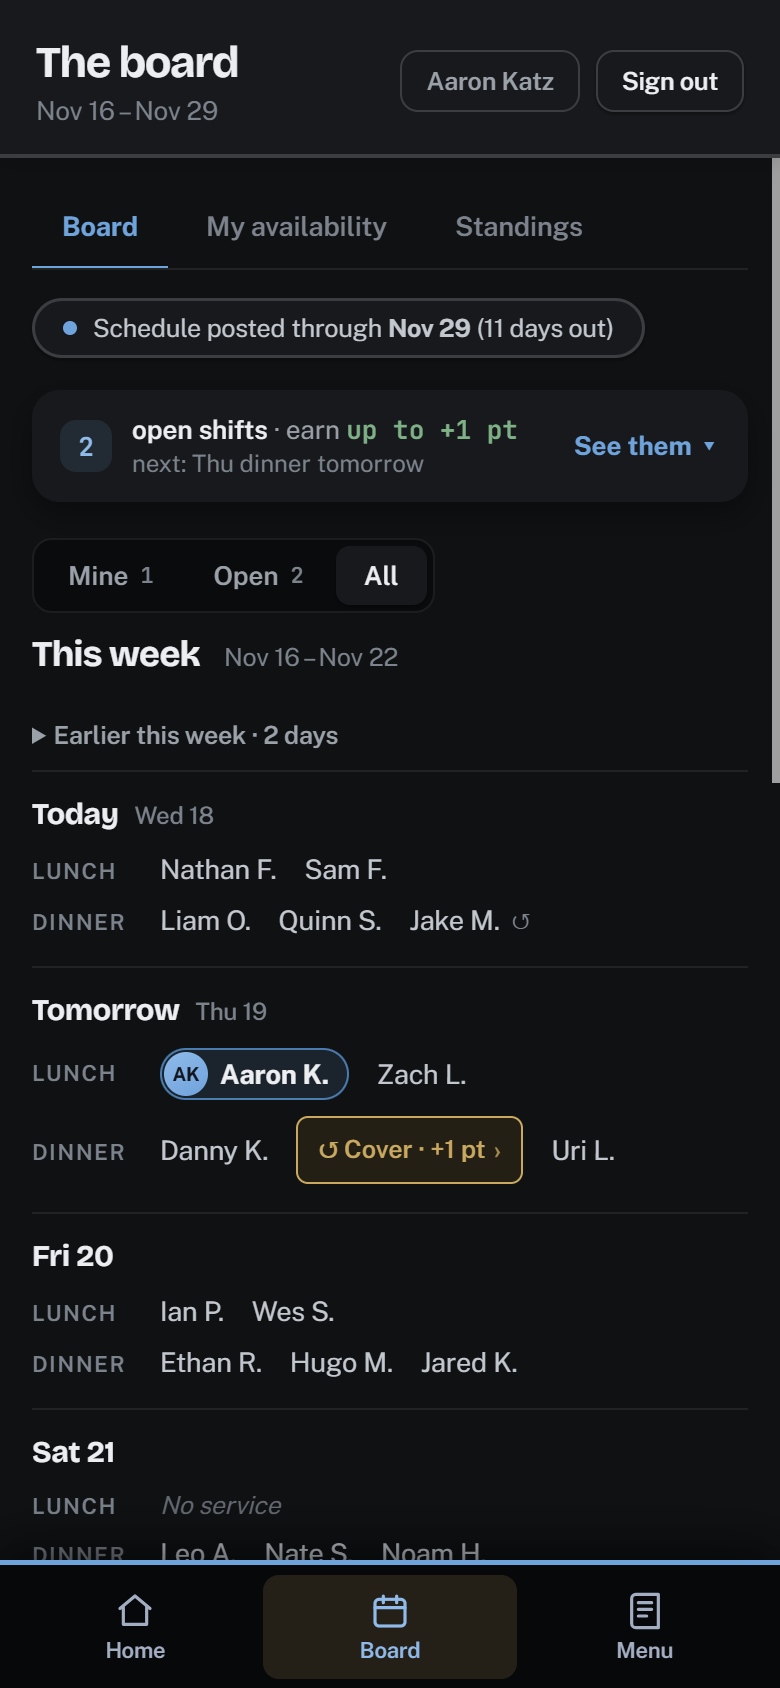 The board
Nov 16 – Nov 29
Aaron Katz
Sign out
Board My availability Standings
Schedule posted through Nov 29 (11 days out)
2
open shifts · earn up to +1 pt
next: Thu dinner tomorrow
See them ▾
Mine 1 Open 2 All
This week Nov 16 – Nov 22
▶ Earlier this week · 2 days
Today Wed 18
LUNCH Nathan F. Sam F.
DINNER Liam O. Quinn S. Jake M. ↺
Tomorrow Thu 19
LUNCH AK Aaron K. Zach L.
DINNER Danny K. ↺ Cover · +1 pt › Uri L.
Fri 20
LUNCH Ian P. Wes S.
DINNER Ethan R. Hugo M. Jared K.
Sat 21
LUNCH No service
DINNER Leo A. Nate S. Noam H.
Home Board Menu